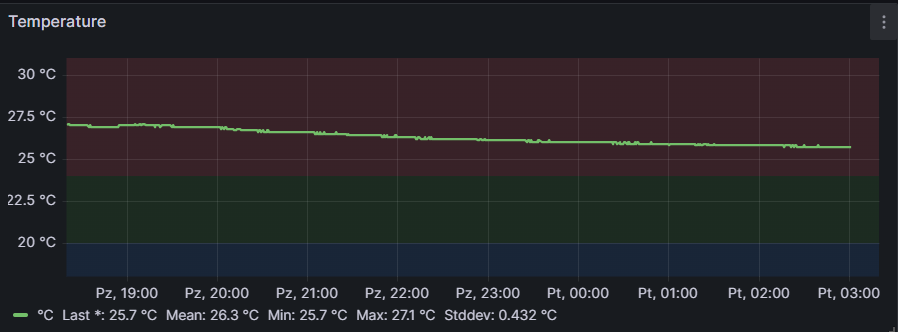 Temperature
30 °C
27.5 °C
25 °C
22.5 °C
20 °C
Pz, 19:00 Pz, 20:00 Pz, 21:00 Pz, 22:00 Pz, 23:00 Pt, 00:00 Pt, 01:00 Pt, 02:00 Pt, 03:00
°C Last *: 25.7 °C Mean: 26.3 °C Min: 25.7 °C Max: 27.1 °C Stddev: 0.432 °C